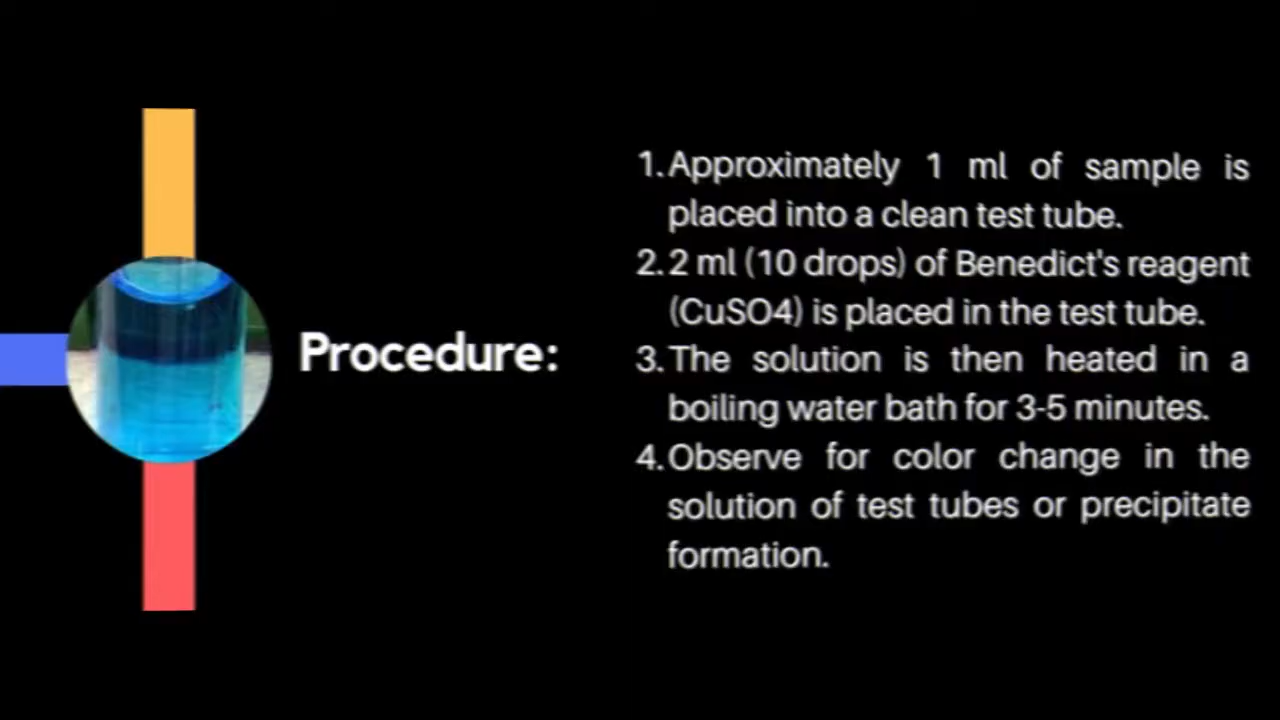 Procedure:
1. Approximately 1 ml of sample is
placed into a clean test tube.
2. 2 ml (10 drops) of Benedict's reagent
(CuSO4) is placed in the test tube.
3. The solution is then heated in a
boiling water bath for 3-5 minutes.
4. Observe for color change in the
solution of test tubes or precipitate
formation.